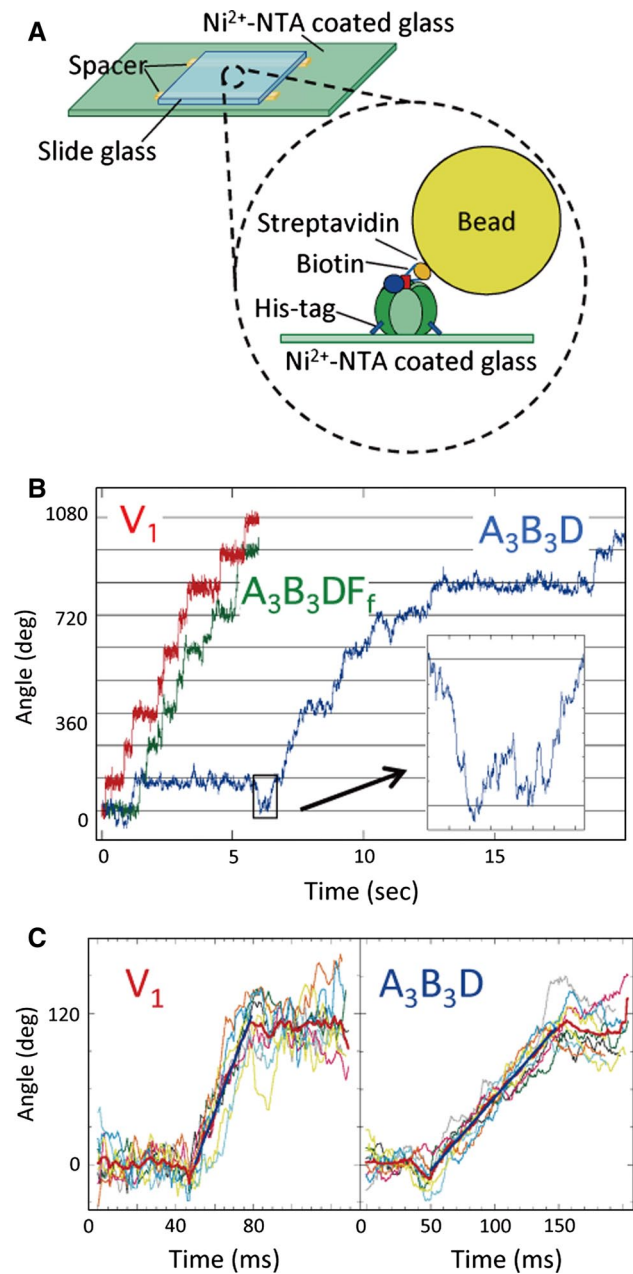 A
Ni²⁺-NTA coated glass
Spacer
Slide glass
Streptavidin
Biotin
His-tag
Bead
Ni²⁺-NTA coated glass
B
V₁
A₃B₃DF_f
A₃B₃D
1080
720
360
0
Angle (deg)
0 5 10 15
Time (sec)
C
V₁
A₃B₃D
120
0
Angle (deg)
0 40 80
0 50 100 150
Time (ms)
Time (ms)